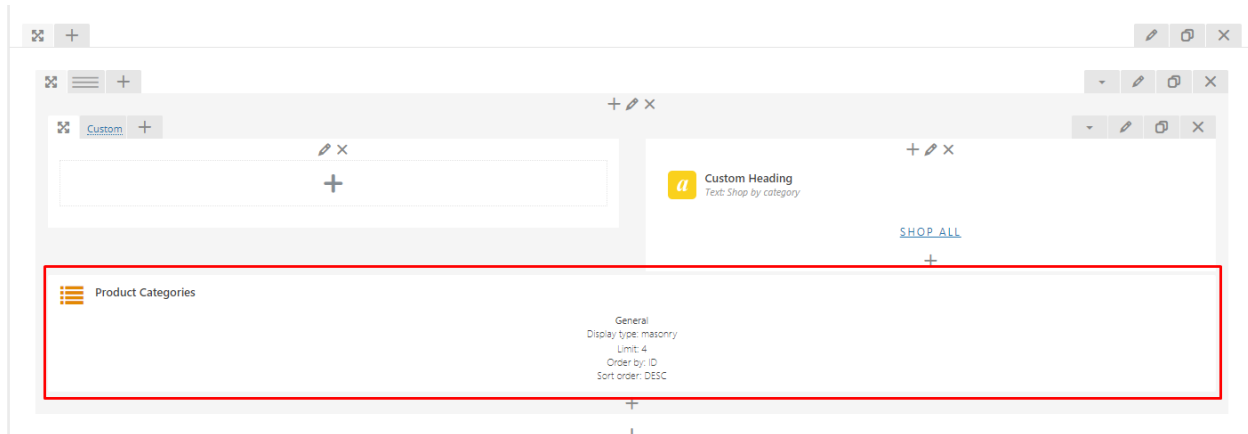 Custom
Custom Heading
Text: Shop by category
SHOP ALL
Product Categories
General
Display type: masonry
Limit: 4
Order by: ID
Sort order: DESC